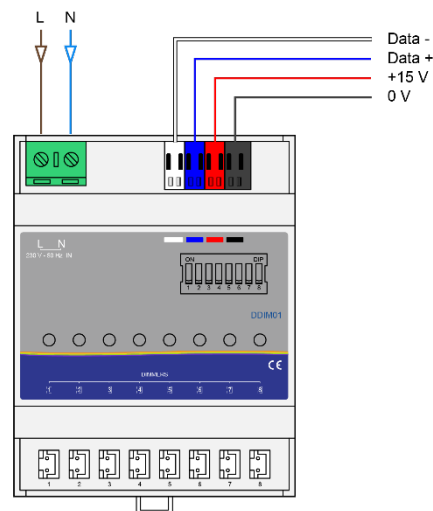 L N
Data -
Data +
+15 V
0 V
L N
230 V - 50 Hz IN
ON DIP
1 2 3 4 5 6 7 8
DDIM01
CE
DIMMERS
1 2 3 4 5 6 7 8
1 2 3 4 5 6 7 8